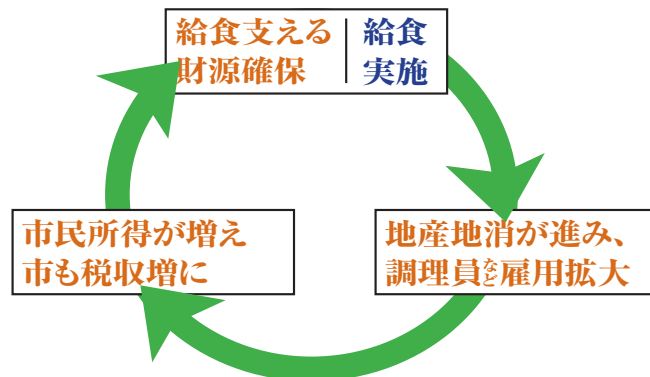 給食支える
財源確保
給食
実施
地産地消が進み、
調理員など雇用拡大
市民所得が増え
市も税収増に